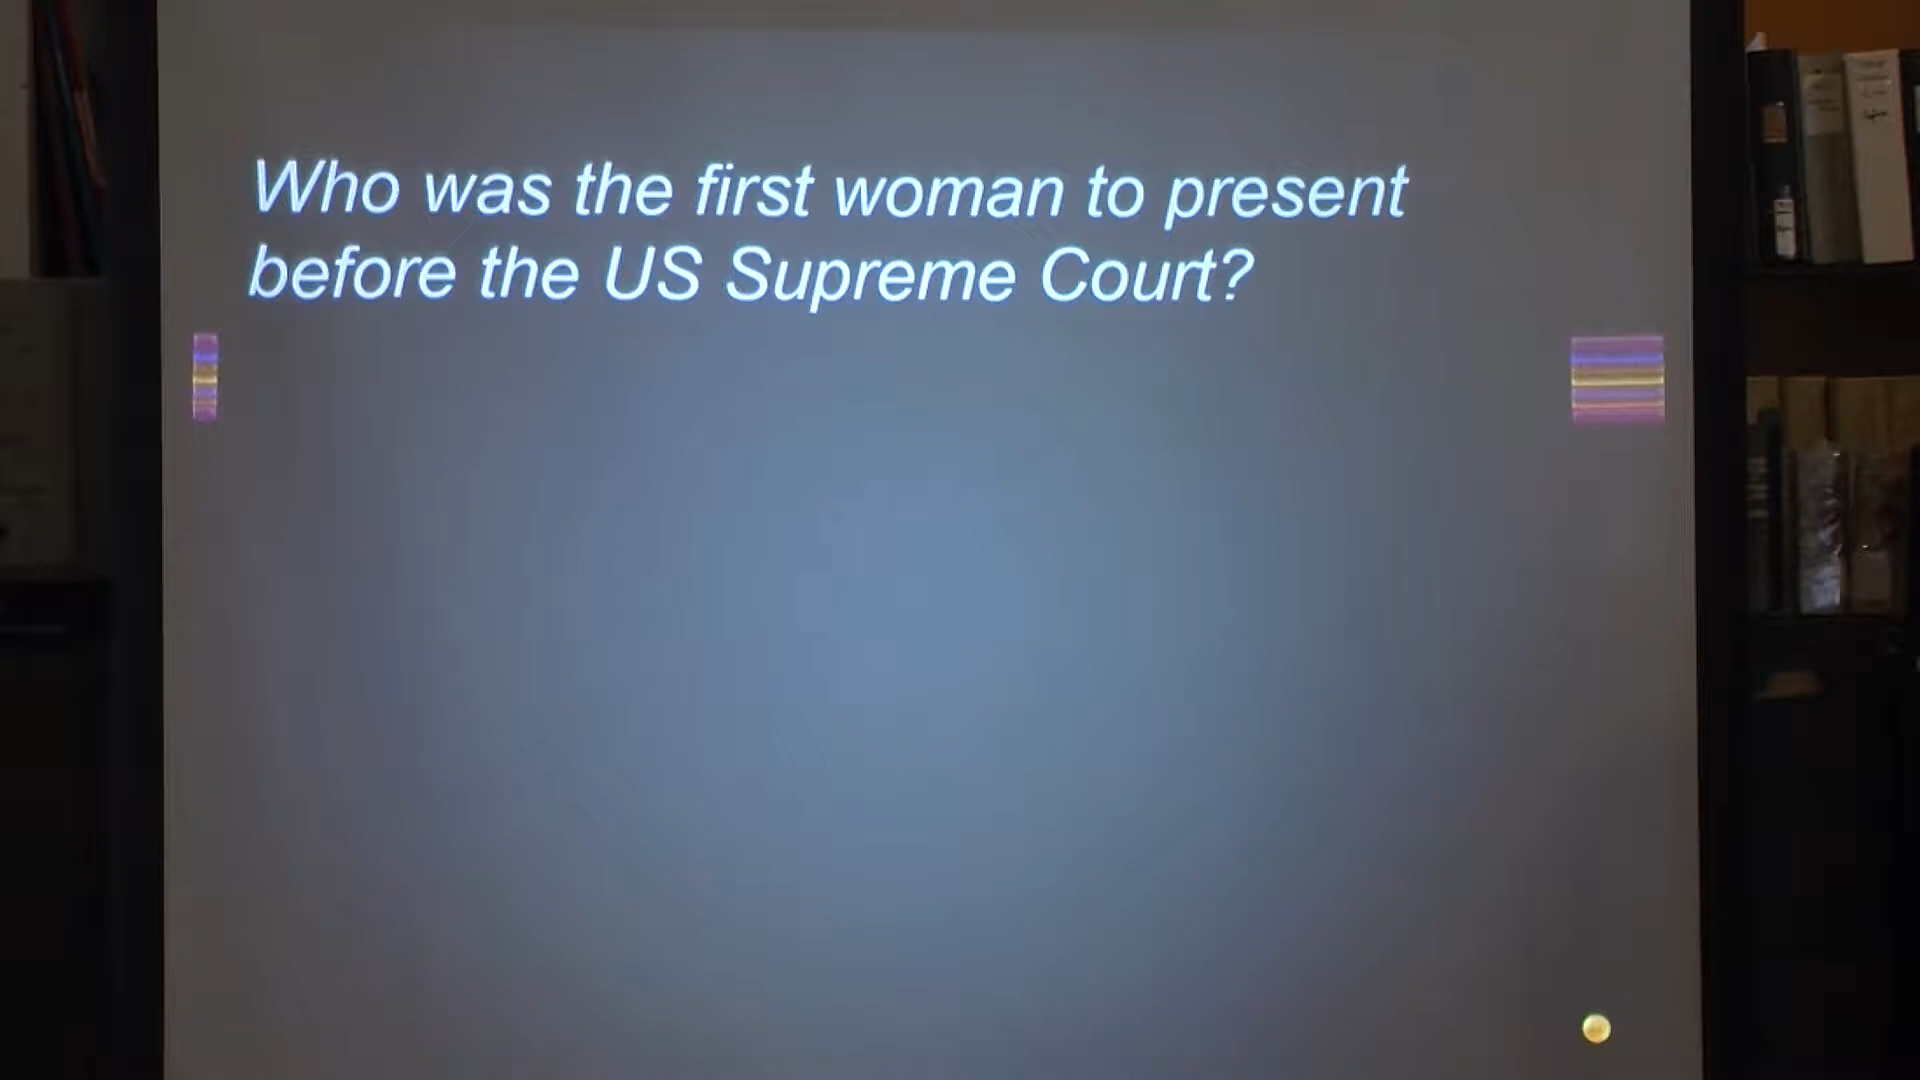 Who was the first woman to present
before the US Supreme Court?